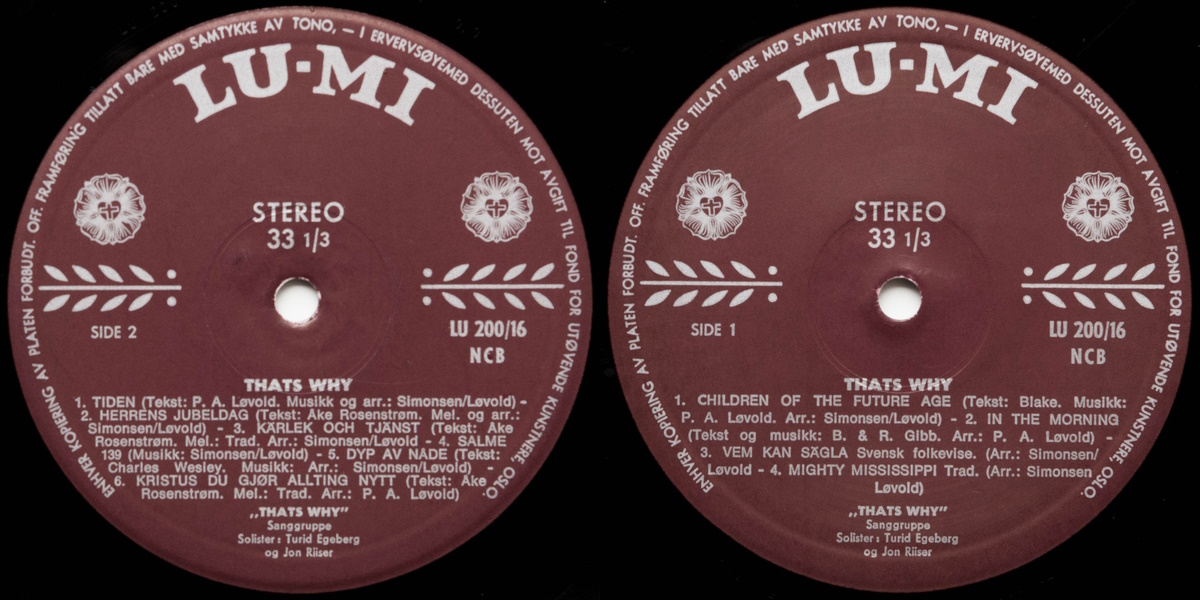 ENHVER KOPIERING AV PLATEN FORBUDT. OFF. FRAMFØRING TILLATT BARE MED SAMTYKKE AV TONO, — I ERVERVSØYEMED DESSUTEN MOT AVGIFT TIL FOND FOR UTØVENDE KUNSTNERE, OSLO.
LU-MI
STEREO
33 1/3
SIDE 2
LU 200/16
NCB
THATS WHY
1. TIDEN (Tekst: P. A. Løvold. Musikk og arr.: Simonsen/Løvold) -
2. HERRENS JUBELDAG (Tekst: Ake Rosenstrøm. Mel. og arr.:
Simonsen/Løvold) - 3. KÄRLEK OCH TJÄNST (Tekst: Ake
Rosenstrøm. Mel.: Trad. Arr.: Simonsen/Løvold) - 4. SALME
139 (Musikk: Simonsen/Løvold) - 5. DYP AV NADE (Tekst:
Charles Wesley. Musikk: Arr.: Simonsen/Løvold) -
6. KRISTUS DU GJØR ALLTING NYTT (Tekst: Ake
Rosenstrøm. Mel.: Trad. Arr.: P. A. Løvold)
„THATS WHY”
Sanggruppe
Solister: Turid Egeberg
og Jon Riiser
ENHVER KOPIERING AV PLATEN FORBUDT. OFF. FRAMFØRING TILLATT BARE MED SAMTYKKE AV TONO, — I ERVERVSØYEMED DESSUTEN MOT AVGIFT TIL FOND FOR UTØVENDE KUNSTNERE, OSLO.
LU-MI
STEREO
33 1/3
SIDE 1
LU 200/16
NCB
THATS WHY
1. CHILDREN OF THE FUTURE AGE (Tekst: Blake. Musikk:
P. A. Løvold. Arr.: Simonsen/Løvold) - 2. IN THE MORNING
(Tekst og musikk: B. & R. Gibb. Arr.: P. A. Løvold) -
3. VEM KAN SÄGLA Svensk folkevise. (Arr.: Simonsen/
Løvold - 4. MIGHTY MISSISSIPPI Trad. (Arr.: Simonsen
Løvold)
„THATS WHY”
Sanggruppe
Solister: Turid Egeberg
og Jon Riiser